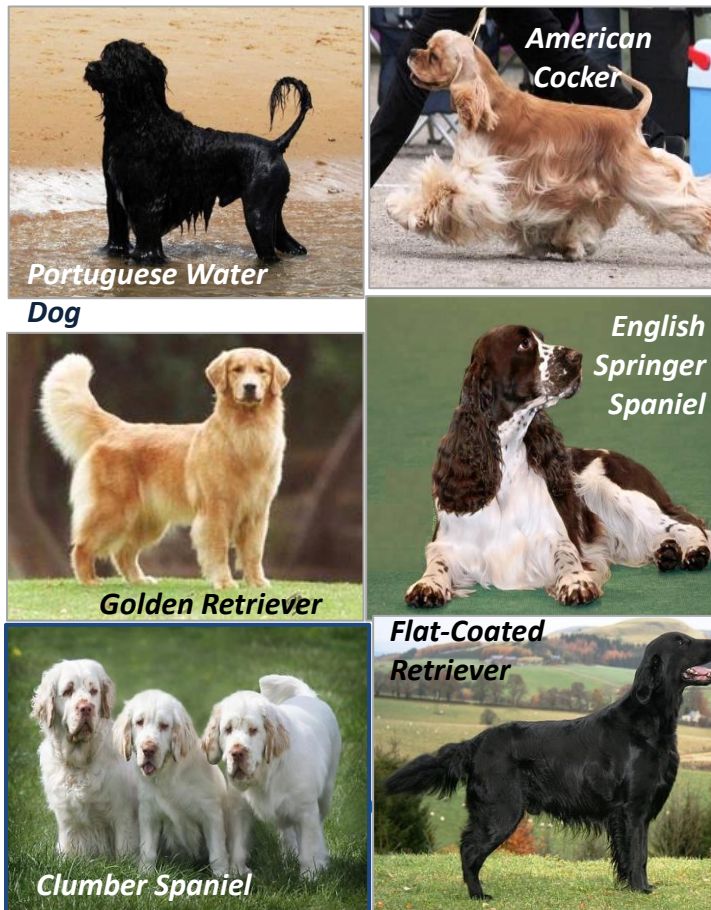 American
Cocker
Portuguese Water
Dog
English
Springer
Spaniel
Golden Retriever
Flat-Coated
Retriever
Clumber Spaniel